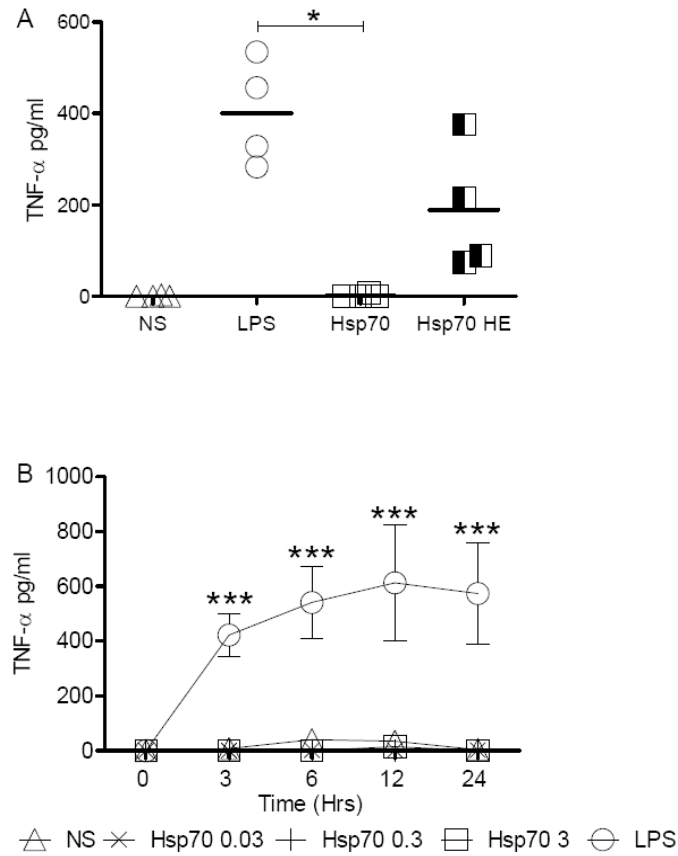 A
600
*
400
TNF-α pg/ml
200
0
NS LPS Hsp70 Hsp70 HE
B
1000
800
***
***
***
600
***
TNF-α pg/ml
400
200
0
0 3 6 12 24
Time (Hrs)
NS Hsp70 0.03 Hsp70 0.3 Hsp70 3 LPS